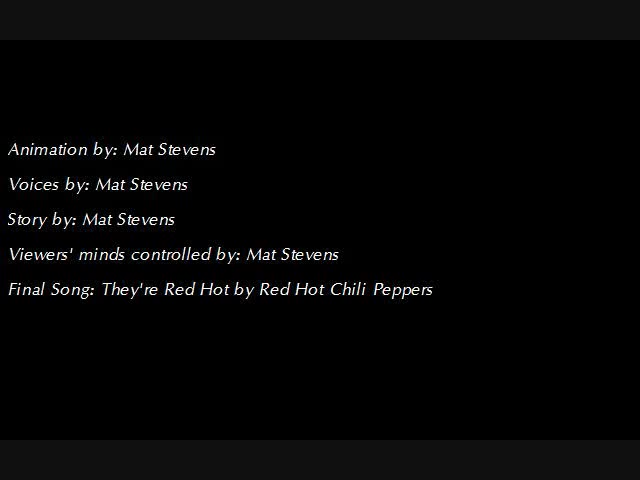 Animation by: Mat Stevens
Voices by: Mat Stevens
Story by: Mat Stevens
Viewers' minds controlled by: Mat Stevens
Final Song: They're Red Hot by Red Hot Chili Peppers